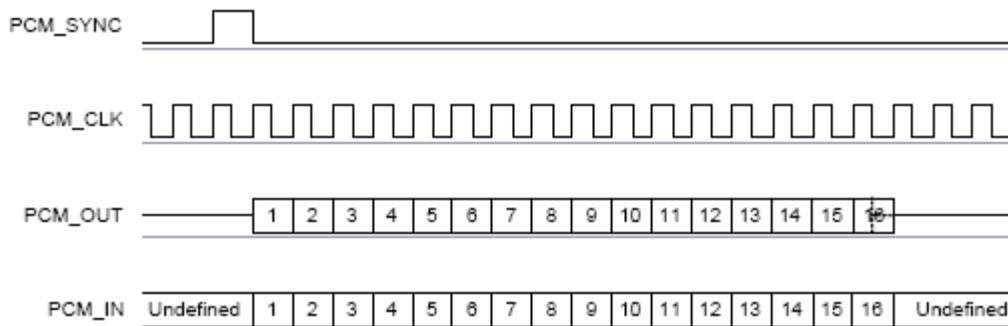 PCM_SYNC
PCM_CLK
PCM_OUT 1 2 3 4 5 6 7 8 9 10 11 12 13 14 15 16
PCM_IN Undefined 1 2 3 4 5 6 7 8 9 10 11 12 13 14 15 16 Undefined